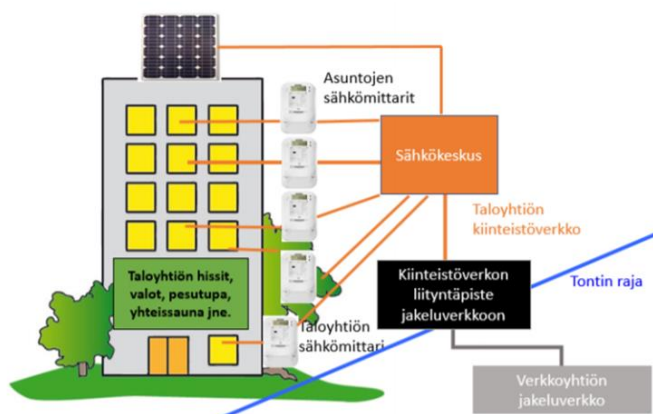 Asuntojen
sähkömittarit
Sähkökeskus
Taloyhtiön
kiinteistöverkko
Taloyhtiön hissit,
valot, pesutupa,
yhteissauna jne.
Kiinteistöverkon
liityntäpiste
jakeluverkkoon
Tontin raja
Taloyhtiön
sähkömittari
Verkkoyhtiön
jakeluverkko